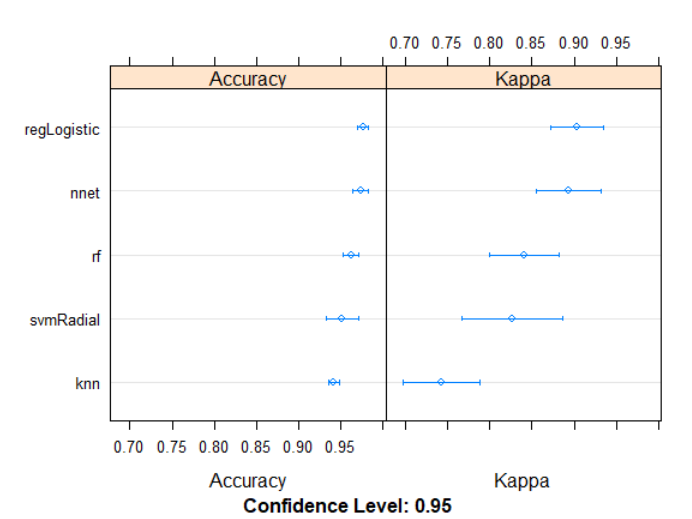 0.70 0.75 0.80 0.85 0.90 0.95
Accuracy Kappa
regLogistic
nnet
rf
svmRadial
knn
0.70 0.75 0.80 0.85 0.90 0.95
Accuracy Kappa
Confidence Level: 0.95